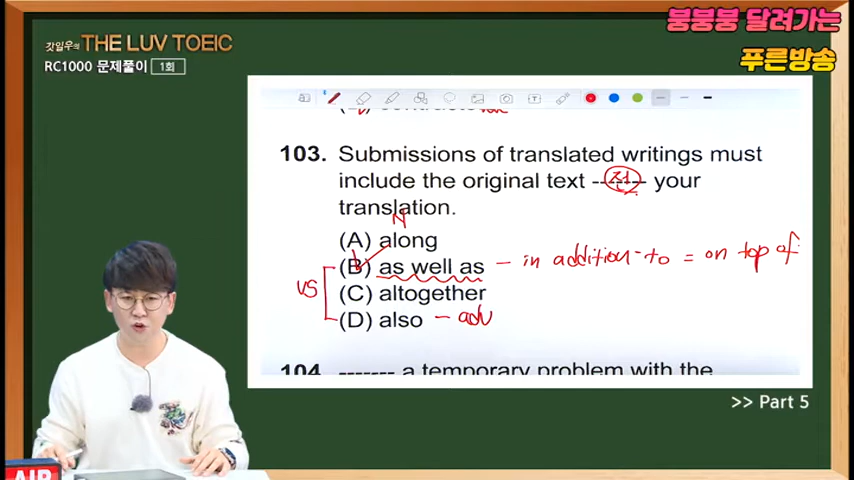 붕붕붕 달려가는
푸른방송
갓일우의 THE LUV TOEIC
RC1000 문제풀이 1회
103. Submissions of translated writings must
include the original text ------- your
translation.
전
N
(A) along
(B) as well as - in addition to = on top of
(C) altogether
(D) also - adv
VS
104. ------- a temporary problem with the
>> Part 5